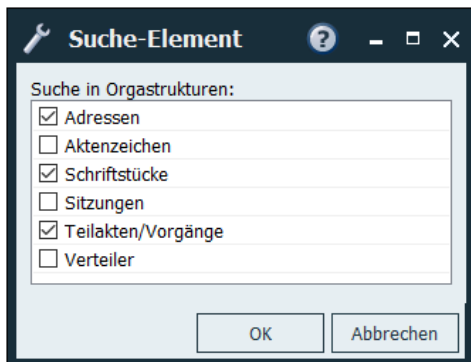 Suche-Element
Suche in Orgastrukturen:
Adressen
Aktenzeichen
Schriftstücke
Sitzungen
Teilakten/Vorgänge
Verteiler
OK Abbrechen